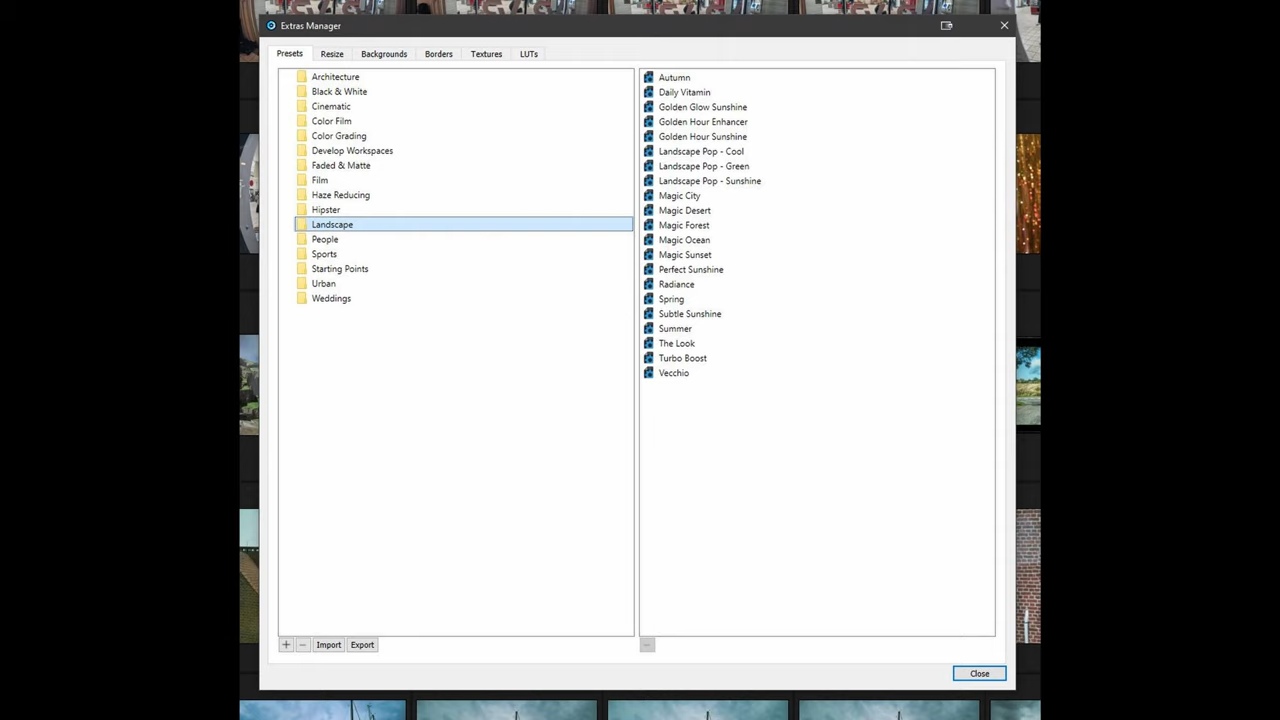 Extras Manager
Presets
Resize
Backgrounds
Borders
Textures
LUTs
Architecture
Black & White
Cinematic
Color Film
Color Grading
Develop Workspaces
Faded & Matte
Film
Haze Reducing
Hipster
Landscape
People
Sports
Starting Points
Urban
Weddings
Autumn
Daily Vitamin
Golden Glow Sunshine
Golden Hour Enhancer
Golden Hour Sunshine
Landscape Pop - Cool
Landscape Pop - Green
Landscape Pop - Sunshine
Magic City
Magic Desert
Magic Forest
Magic Ocean
Magic Sunset
Perfect Sunshine
Radiance
Spring
Subtle Sunshine
Summer
The Look
Turbo Boost
Vecchio
Import
Export
Close